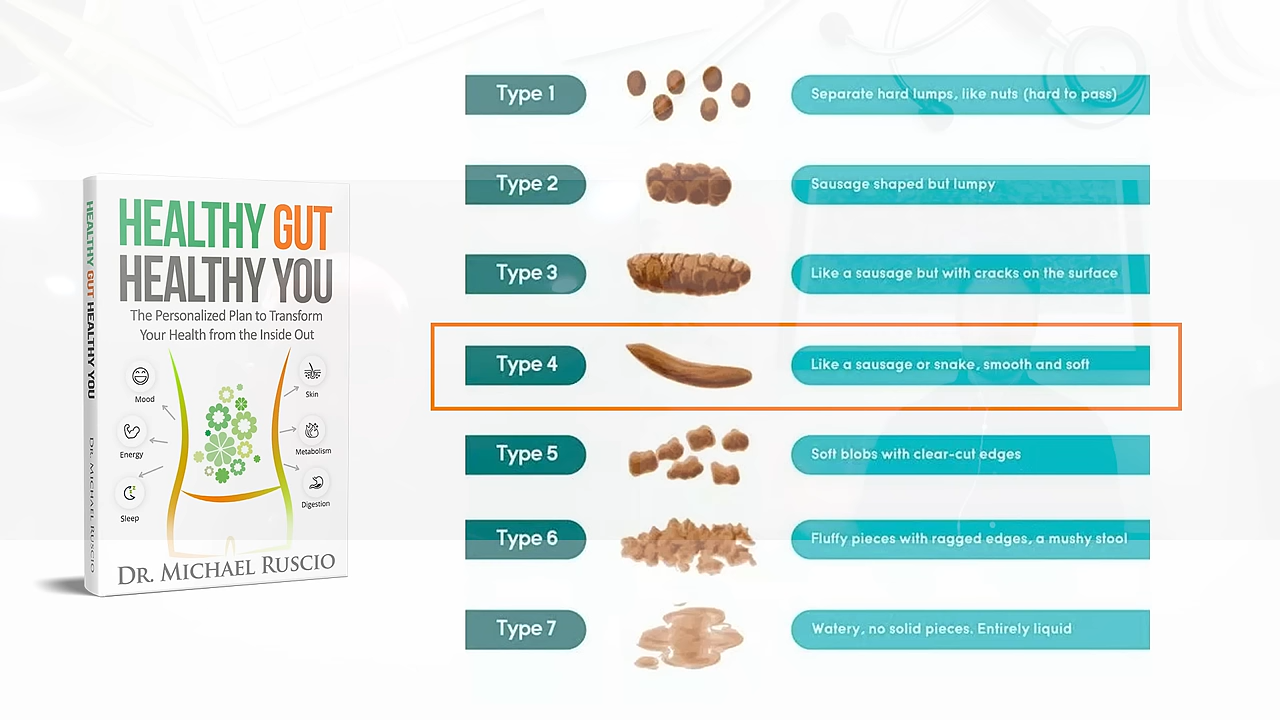 HEALTHY GUT HEALTHY YOU
DR. MICHAEL RUSCIO
HEALTHY GUT
HEALTHY YOU
The Personalized Plan to Transform
Your Health from the Inside Out
Mood
Skin
Energy
Metabolism
Sleep
Digestion
DR. MICHAEL RUSCIO
Type 1
Separate hard lumps, like nuts (hard to pass)
Type 2
Sausage shaped but lumpy
Type 3
Like a sausage but with cracks on the surface
Type 4
Like a sausage or snake, smooth and soft
Type 5
Soft blobs with clear-cut edges
Type 6
Fluffy pieces with ragged edges, a mushy stool
Type 7
Watery, no solid pieces. Entirely liquid